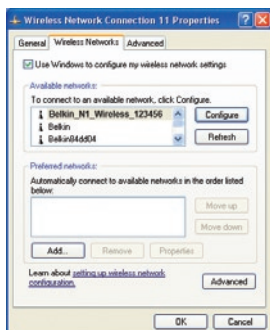 Wireless Network Connection 11 Properties
General Wireless Networks Advanced
Use Windows to configure my wireless network settings
Available networks:
To connect to an available network, click Configure.
Belkin_N1_Wireless_123456 Configure
Belkin
Belkin84dd04 Refresh
Preferred networks:
Automatically connect to available networks in the order listed
below:
Move up
Move down
Add... Remove Properties
Learn about setting up wireless network
configuration. Advanced
OK Cancel